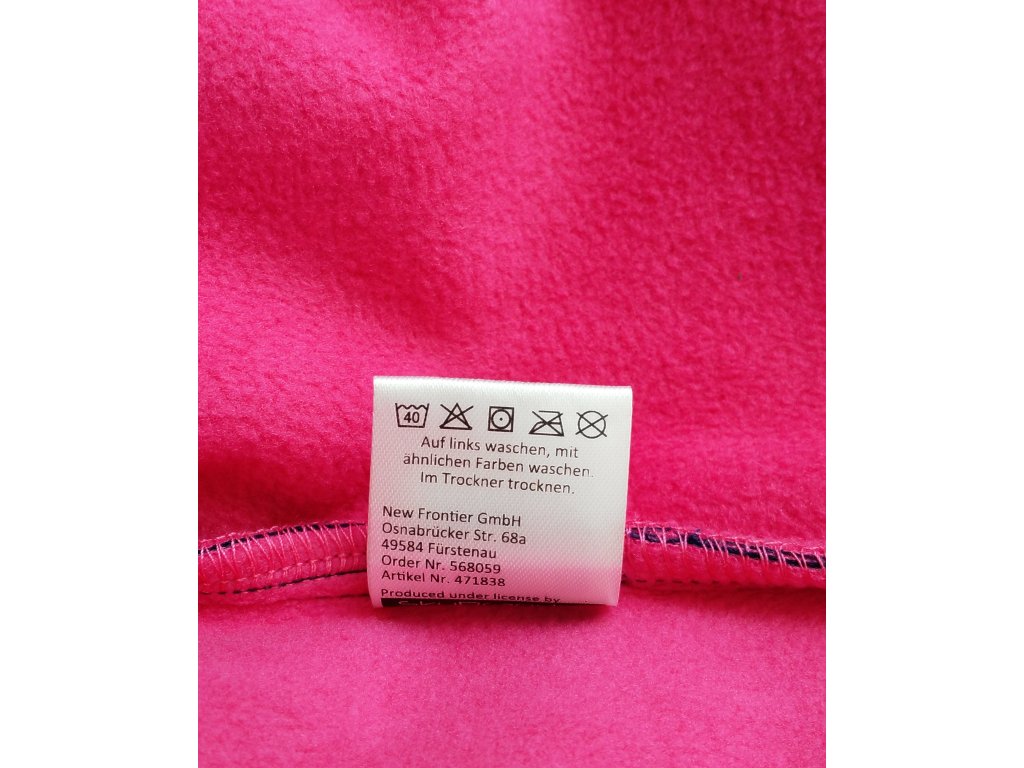 40
Auf links waschen, mit
ähnlichen Farben waschen.
Im Trockner trocknen.
New Frontier GmbH
Osnabrücker Str. 68a
49584 Fürstenau
Order Nr. 568059
Artikel Nr. 471838
Produced under license by